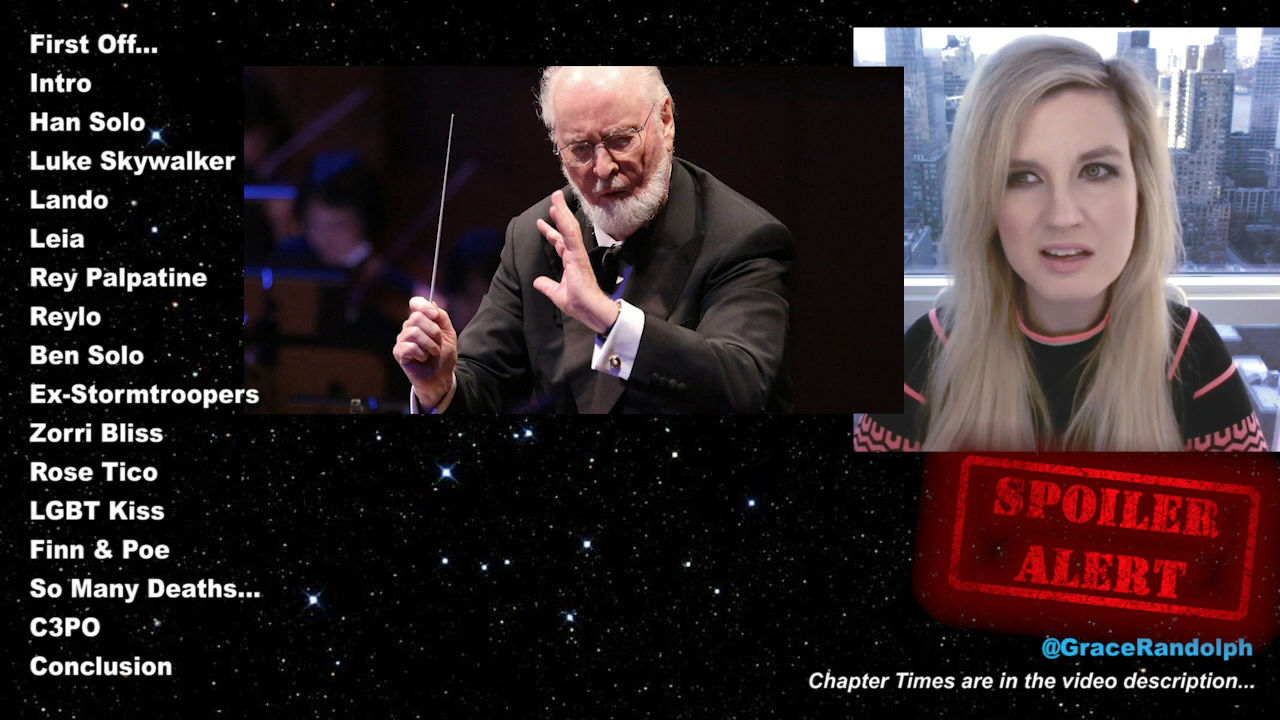 First Off...
Intro
Han Solo
Luke Skywalker
Lando
Leia
Rey Palpatine
Reylo
Ben Solo
Ex-Stormtroopers
Zorri Bliss
Rose Tico
LGBT Kiss
Finn & Poe
So Many Deaths...
C3PO
Conclusion
SPOILER
ALERT
@GraceRandolph
Chapter Times are in the video description...